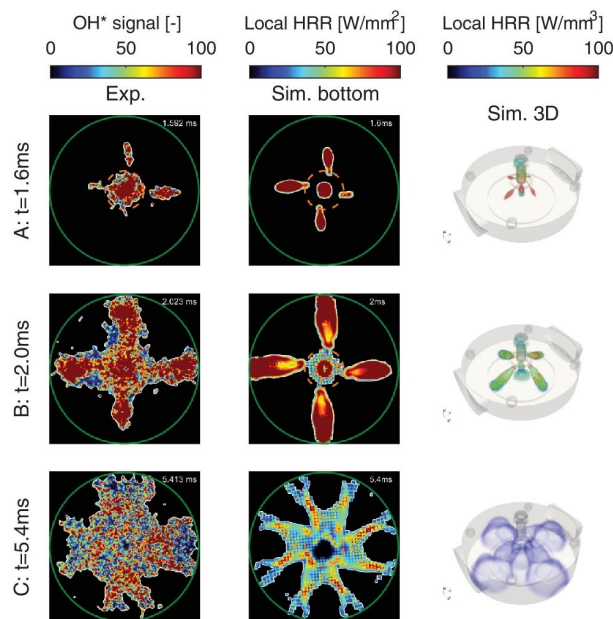 OH* signal [-]
Local HRR [W/mm²]
Local HRR [W/mm³]
0 50 100
0 50 100
0 50 100
Exp.
Sim. bottom
Sim. 3D
A: t=1.6ms
1.592 ms
1.6ms
B: t=2.0ms
2.023 ms
2ms
C: t=5.4ms
5.413 ms
5.4ms